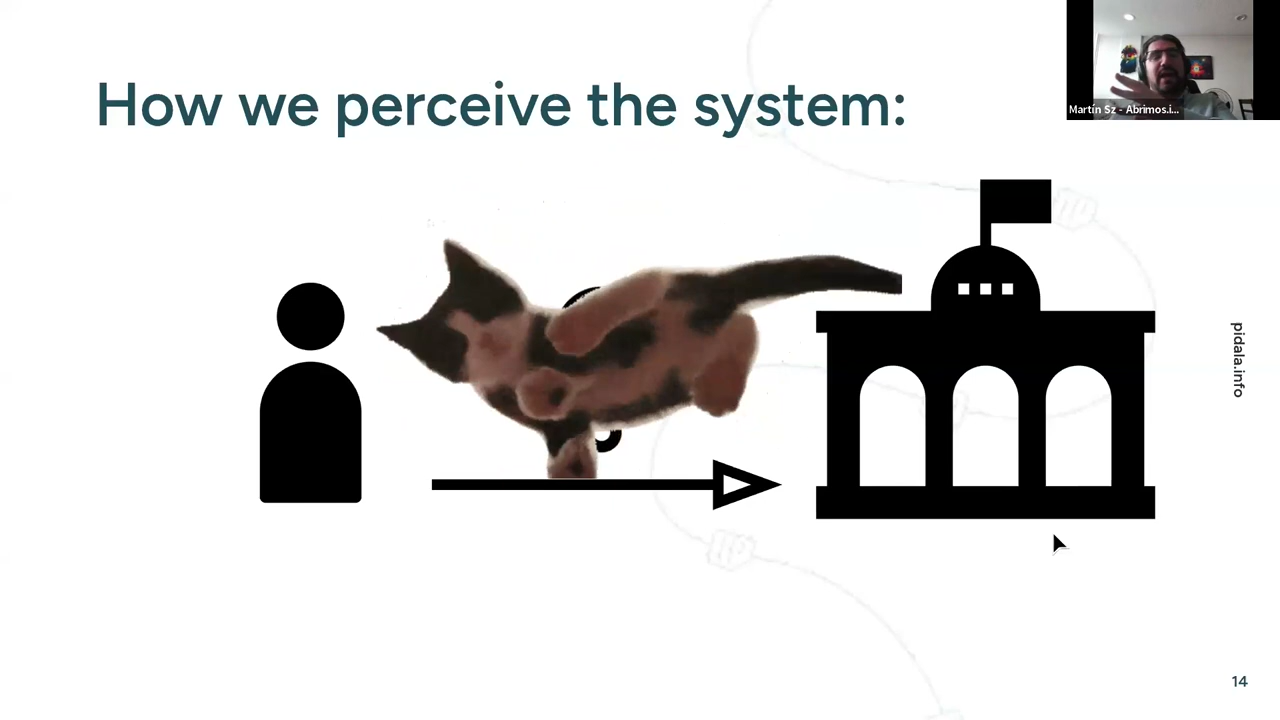 How we perceive the system:
Martín Sz - Abrimos.i...
pidala.info
14